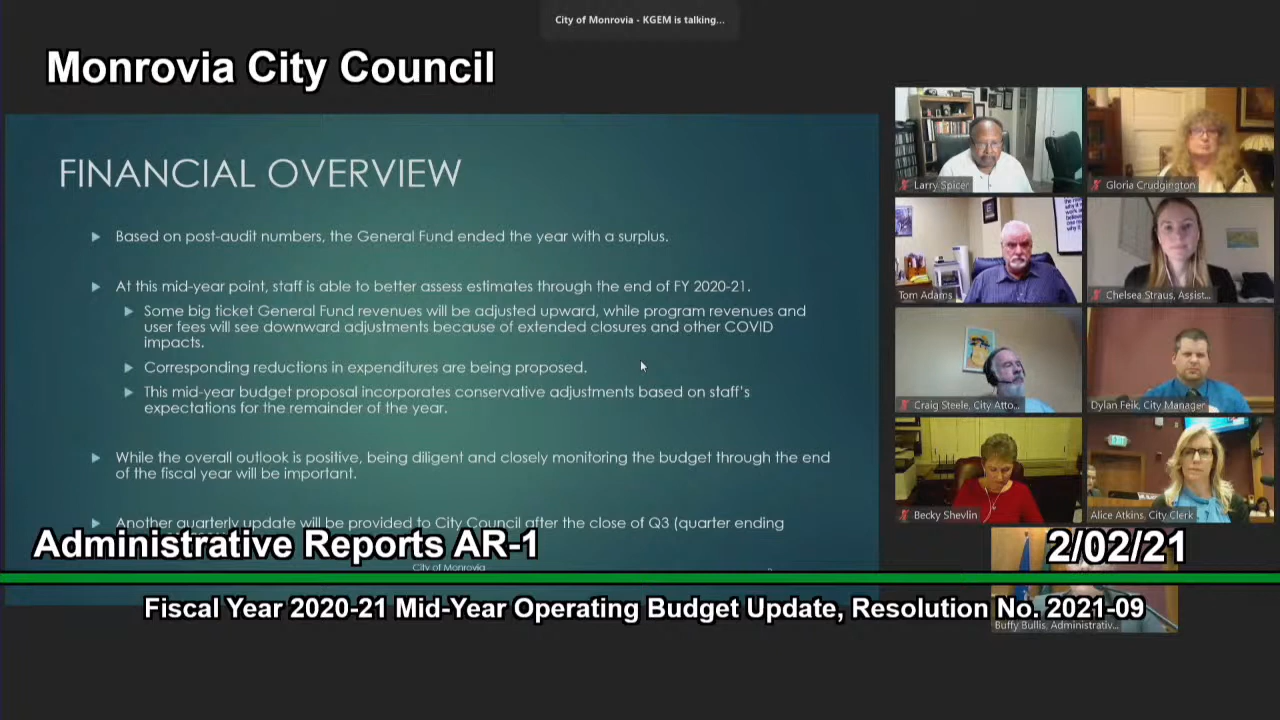 City of Monrovia - KGEM is talking...
Monrovia City Council
FINANCIAL OVERVIEW
Based on post-audit numbers, the General Fund ended the year with a surplus.
At this mid-year point, staff is able to better assess estimates through the end of FY 2020-21.
Some big ticket General Fund revenues will be adjusted upward, while program revenues and
user fees will see downward adjustments because of extended closures and other COVID
impacts.
Corresponding reductions in expenditures are being proposed.
This mid-year budget proposal incorporates conservative adjustments based on staff's
expectations for the remainder of the year.
While the overall outlook is positive, being diligent and closely monitoring the budget through the end
of the fiscal year will be important.
Another quarterly update will be provided to City Council after the close of Q3 (quarter ending
City of Monrovia
Larry Spicer
Gloria Crudgington
Tom Adams
Chelsea Straus, Assist...
Craig Steele, City Atto...
Dylan Feik, City Manager
Becky Shevlin
Alice Atkins, City Clerk
Buffy Bullis, Administrativ...
Administrative Reports AR-1
2/02/21
Fiscal Year 2020-21 Mid-Year Operating Budget Update, Resolution No. 2021-09